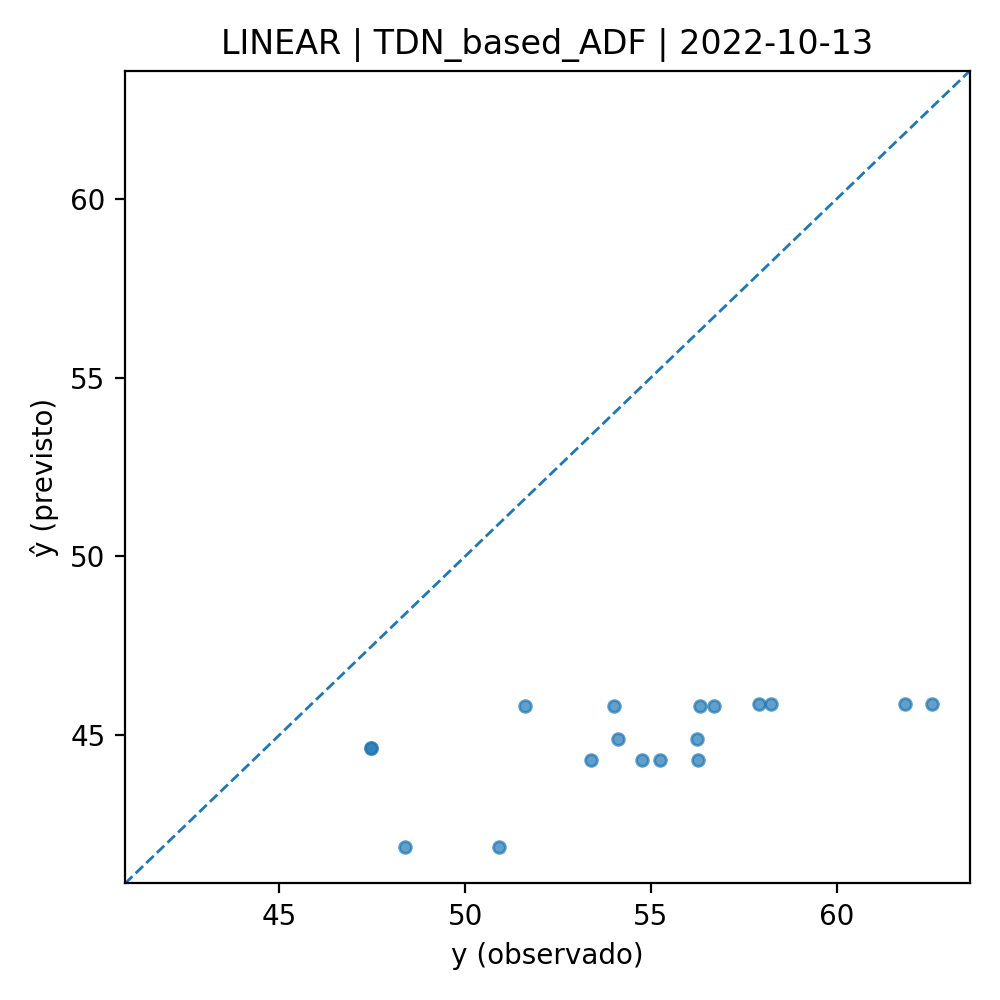 LINEAR | TDN_based_ADF | 2022-10-13
60
55
50
45
ŷ (previsto)
45 50 55 60
y (observado)